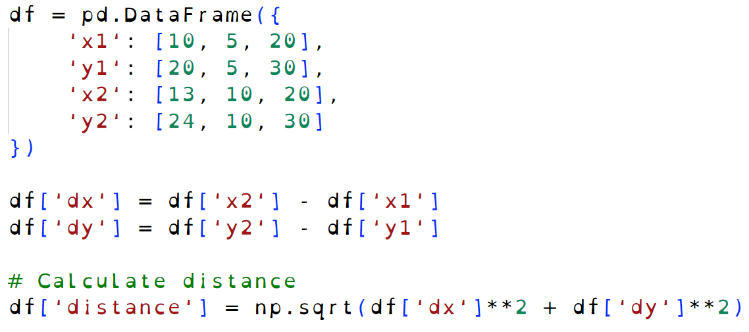 df = pd.DataFrame({
    'x1': [10, 5, 20],
    'y1': [20, 5, 30],
    'x2': [13, 10, 20],
    'y2': [24, 10, 30]
})

df['dx'] = df['x2'] - df['x1']
df['dy'] = df['y2'] - df['y1']

# Calculate distance
df['distance'] = np.sqrt(df['dx']**2 + df['dy']**2)